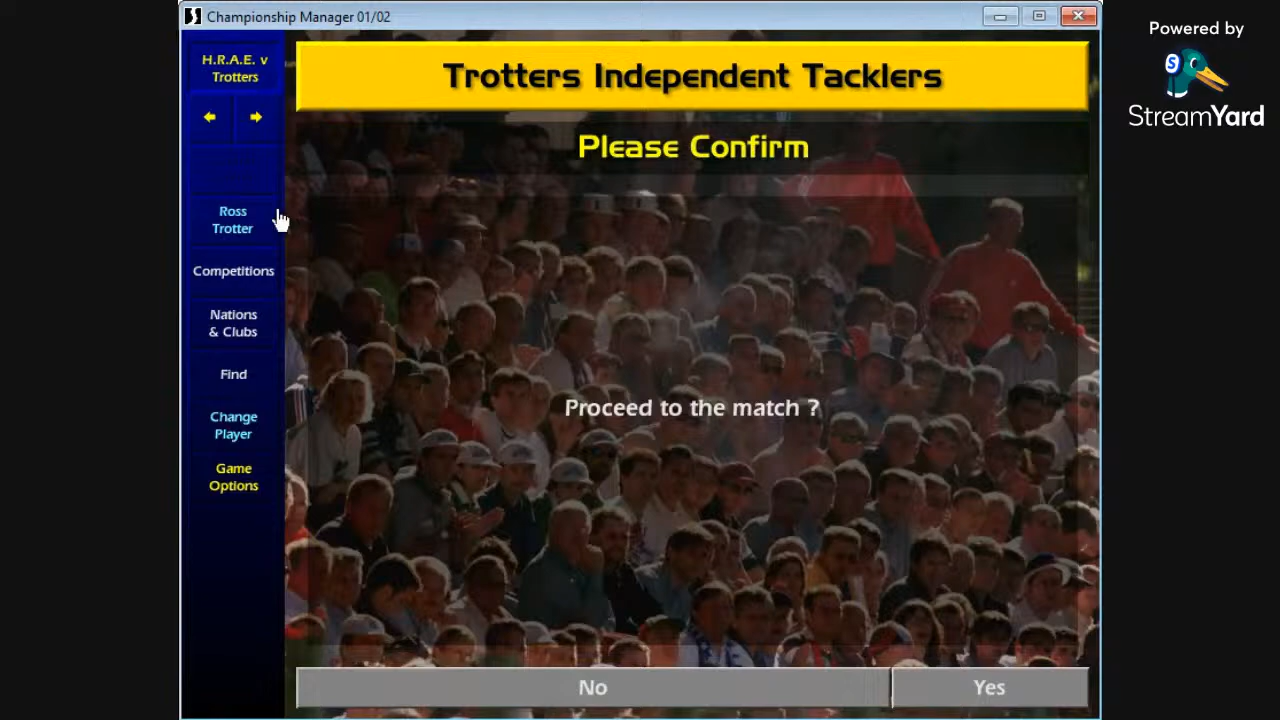 Championship Manager 01/02
Powered by
StreamYard
H.R.A.E. v
Trotters
Trotters Independent Tacklers
Please Confirm
Ross
Trotter
Competitions
Nations
& Clubs
Find
Change
Player
Game
Options
Proceed to the match ?
No
Yes